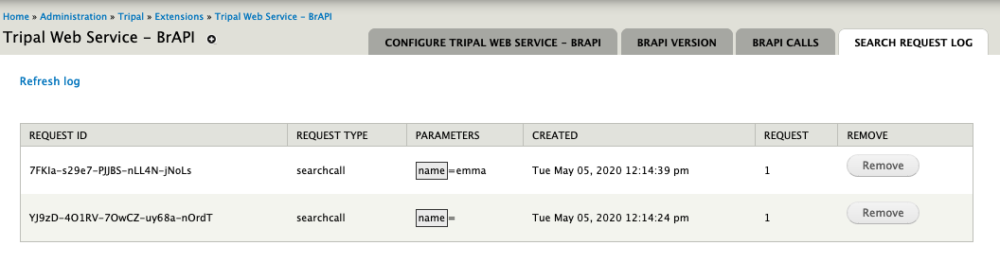 Home » Administration » Tripal » Extensions » Tripal Web Service - BrAPI
Tripal Web Service - BrAPI
CONFIGURE TRIPAL WEB SERVICE - BRAPI BRAPI VERSION BRAPI CALLS SEARCH REQUEST LOG
Refresh log
REQUEST ID REQUEST TYPE PARAMETERS CREATED REQUEST REMOVE
7FKIa-s29e7-PJJBS-nLL4N-jNoLs searchcall name=emma Tue May 05, 2020 12:14:39 pm 1 Remove
YJ9zD-4O1RV-7OwCZ-uy68a-nOrdT searchcall name= Tue May 05, 2020 12:14:24 pm 1 Remove